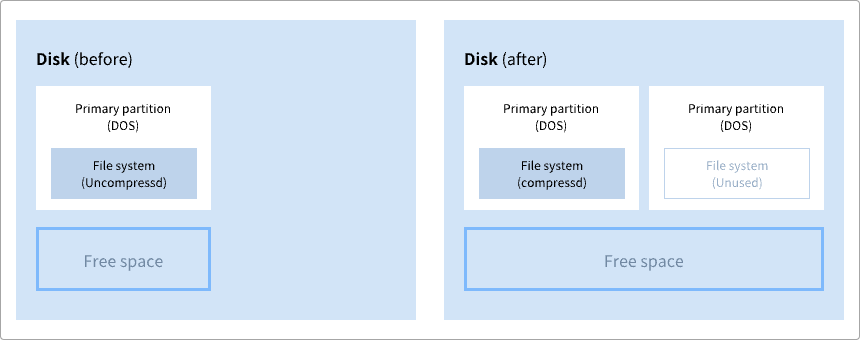 Disk (before)
Primary partition
(DOS)
File system
(Uncompressd)
Free space
Disk (after)
Primary partition
(DOS)
File system
(compressd)
Primary partition
(DOS)
File system
(Unused)
Free space